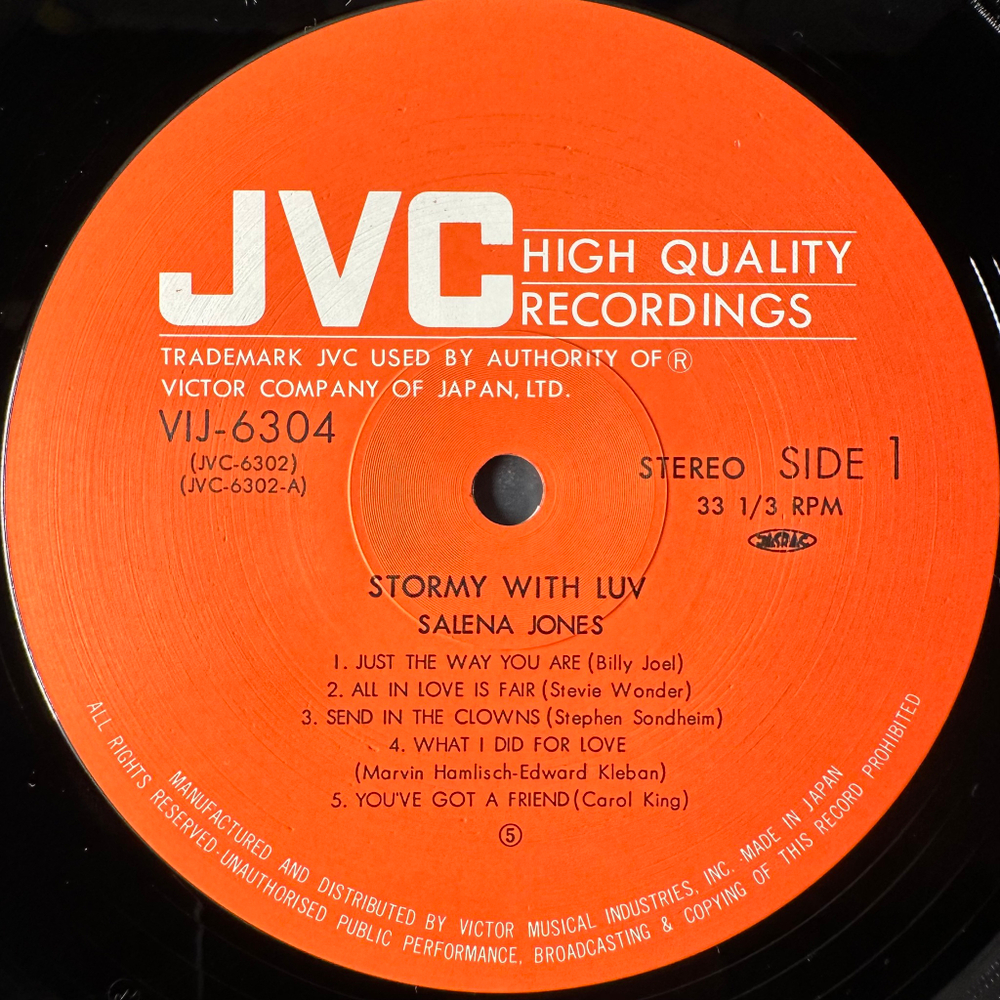 JVC
HIGH QUALITY
RECORDINGS
TRADEMARK JVC USED BY AUTHORITY OF ®
VICTOR COMPANY OF JAPAN, LTD.
VIJ-6304
(JVC-6302)
(JVC-6302-A)
STEREO SIDE 1
33 1/3 RPM
JASRAC
STORMY WITH LUV
SALENA JONES
1. JUST THE WAY YOU ARE (Billy Joel)
2. ALL IN LOVE IS FAIR (Stevie Wonder)
3. SEND IN THE CLOWNS (Stephen Sondheim)
4. WHAT I DID FOR LOVE
(Marvin Hamlisch-Edward Kleban)
5. YOU'VE GOT A FRIEND (Carol King)
⑤
MANUFACTURED AND DISTRIBUTED BY VICTOR MUSICAL INDUSTRIES, INC. MADE IN JAPAN
ALL RIGHTS RESERVED-UNAUTHORISED PUBLIC PERFORMANCE, BROADCASTING & COPYING OF THIS RECORD PROHIBITED